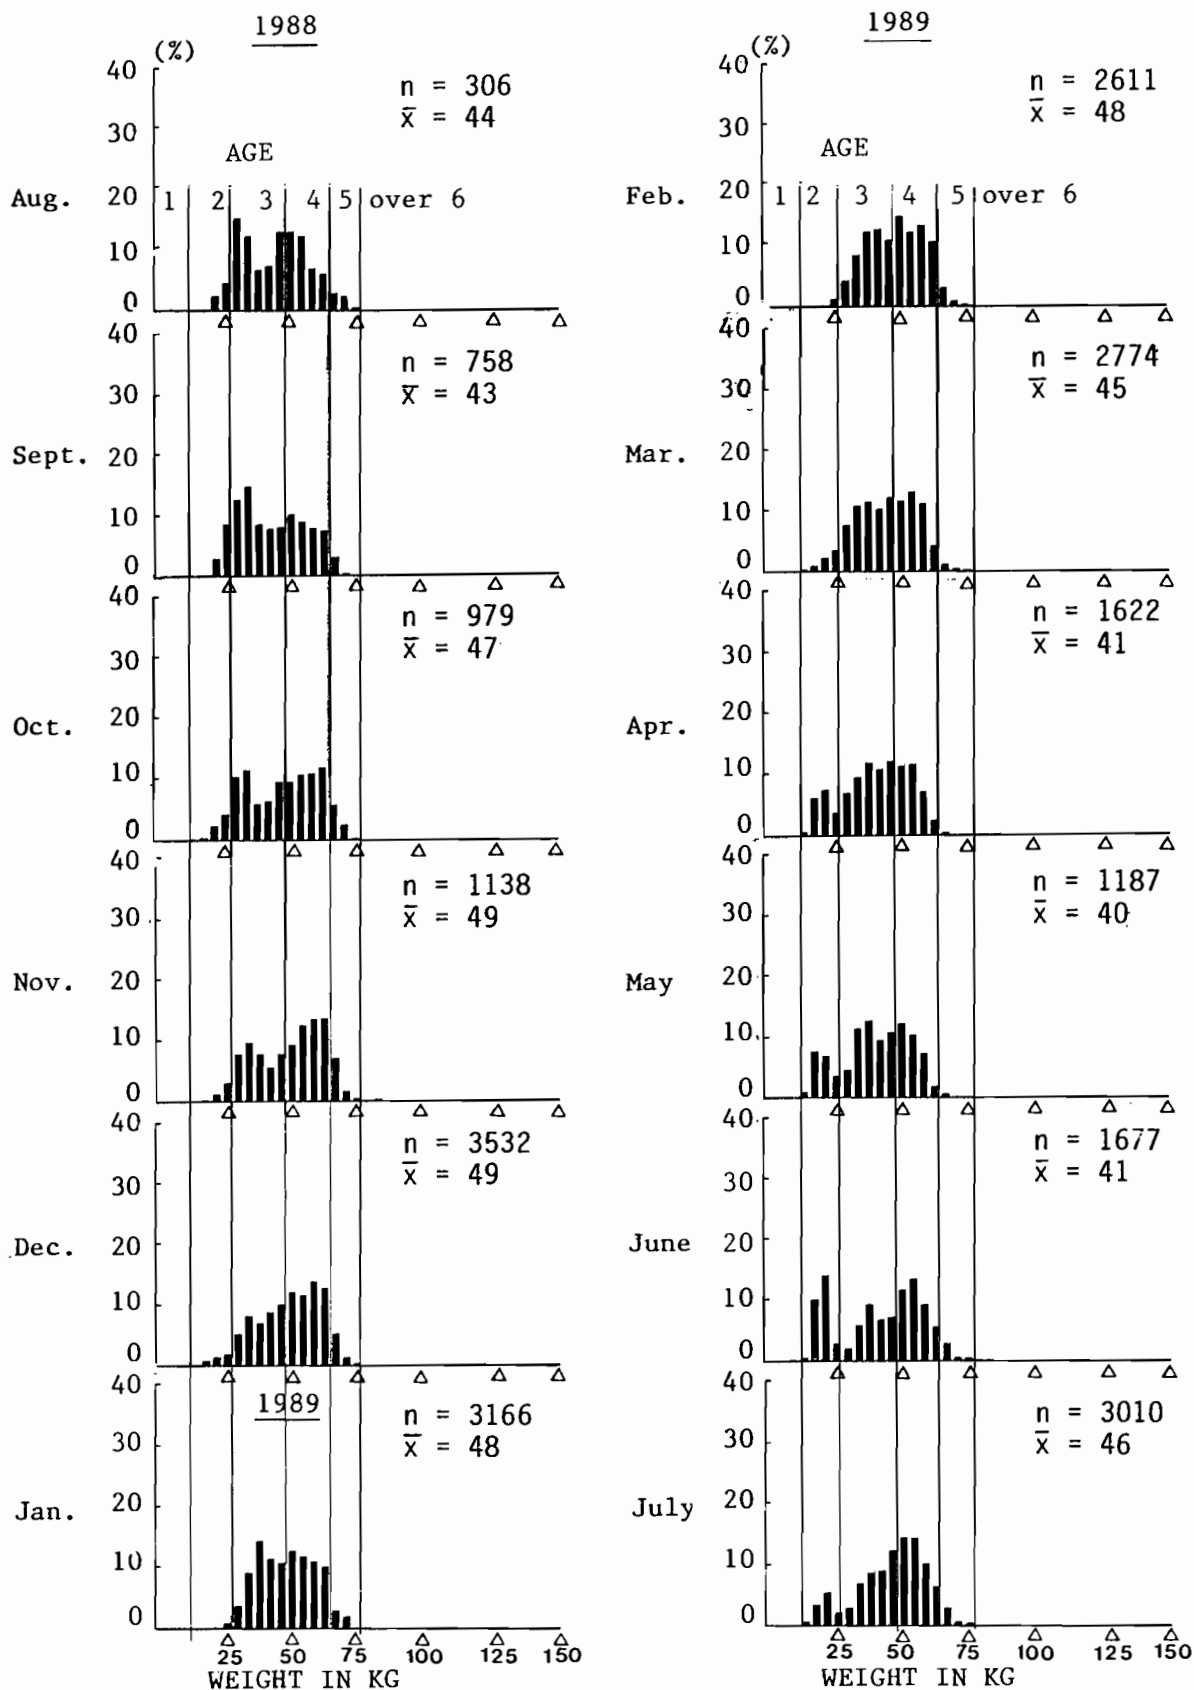 1988
(%)
40
30
20
10
0
Aug.
n = 306
x̄ = 44
AGE
1 2 3 4 5 over 6
40
30
20
10
0
Sept.
n = 758
x̄ = 43
40
30
20
10
0
Oct.
n = 979
x̄ = 47
40
30
20
10
0
Nov.
n = 1138
x̄ = 49
40
30
20
10
0
Dec.
n = 3532
x̄ = 49
1989
40
30
20
10
0
Jan.
n = 3166
x̄ = 48
25 50 75 100 125 150
WEIGHT IN KG
1989
(%)
40
30
20
10
0
Feb.
n = 2611
x̄ = 48
AGE
1 2 3 4 5 over 6
40
30
20
10
0
Mar.
n = 2774
x̄ = 45
40
30
20
10
0
Apr.
n = 1622
x̄ = 41
40
30
20
10
0
May
n = 1187
x̄ = 40
40
30
20
10
0
June
n = 1677
x̄ = 41
40
30
20
10
0
July
n = 3010
x̄ = 46
25 50 75 100 125 150
WEIGHT IN KG